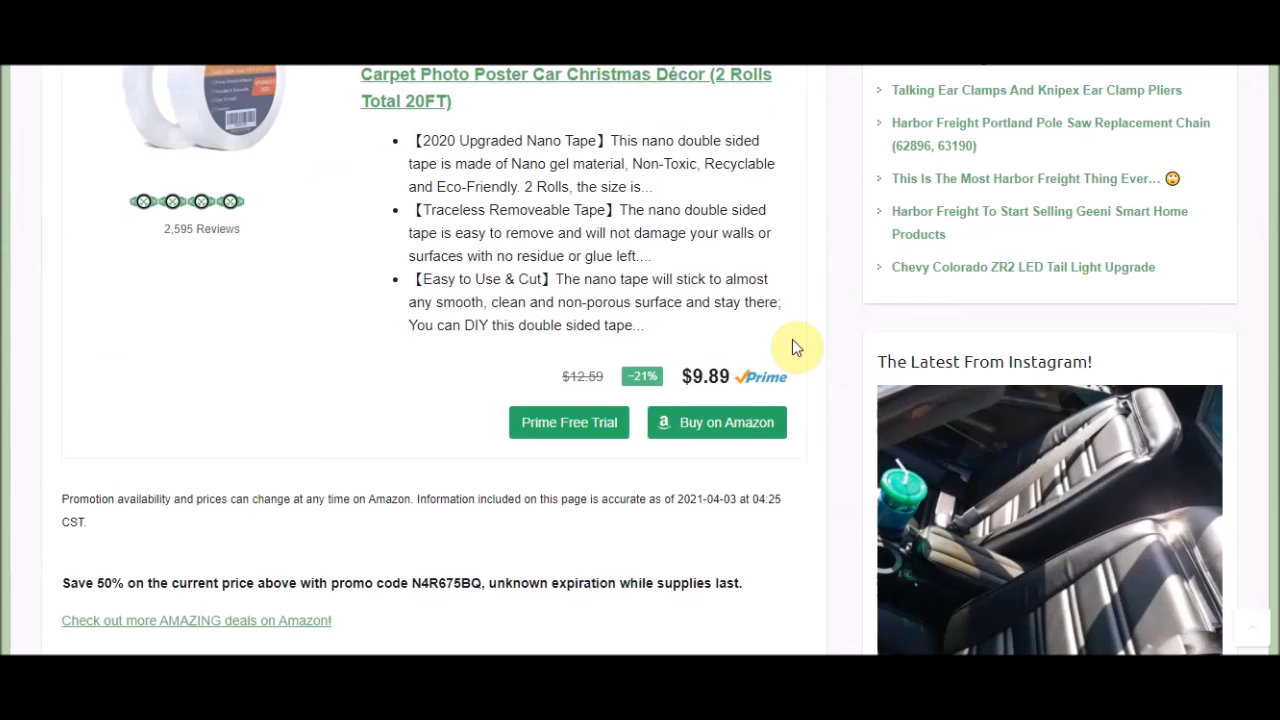 Carpet Photo Poster Car Christmas Décor (2 Rolls
Total 20FT)
【2020 Upgraded Nano Tape】This nano double sided
tape is made of Nano gel material, Non-Toxic, Recyclable
and Eco-Friendly. 2 Rolls, the size is...
【Traceless Removeable Tape】The nano double sided
tape is easy to remove and will not damage your walls or
surfaces with no residue or glue left....
【Easy to Use & Cut】The nano tape will stick to almost
any smooth, clean and non-porous surface and stay there;
You can DIY this double sided tape...
2,595 Reviews
$12.59 −21% $9.89 Prime
Prime Free Trial
Buy on Amazon
Promotion availability and prices can change at any time on Amazon. Information included on this page is accurate as of 2021-04-03 at 04:25
CST.
Save 50% on the current price above with promo code N4R675BQ, unknown expiration while supplies last.
Check out more AMAZING deals on Amazon!
Talking Ear Clamps And Knipex Ear Clamp Pliers
Harbor Freight Portland Pole Saw Replacement Chain
(62896, 63190)
This Is The Most Harbor Freight Thing Ever…
Harbor Freight To Start Selling Geeni Smart Home
Products
Chevy Colorado ZR2 LED Tail Light Upgrade
The Latest From Instagram!